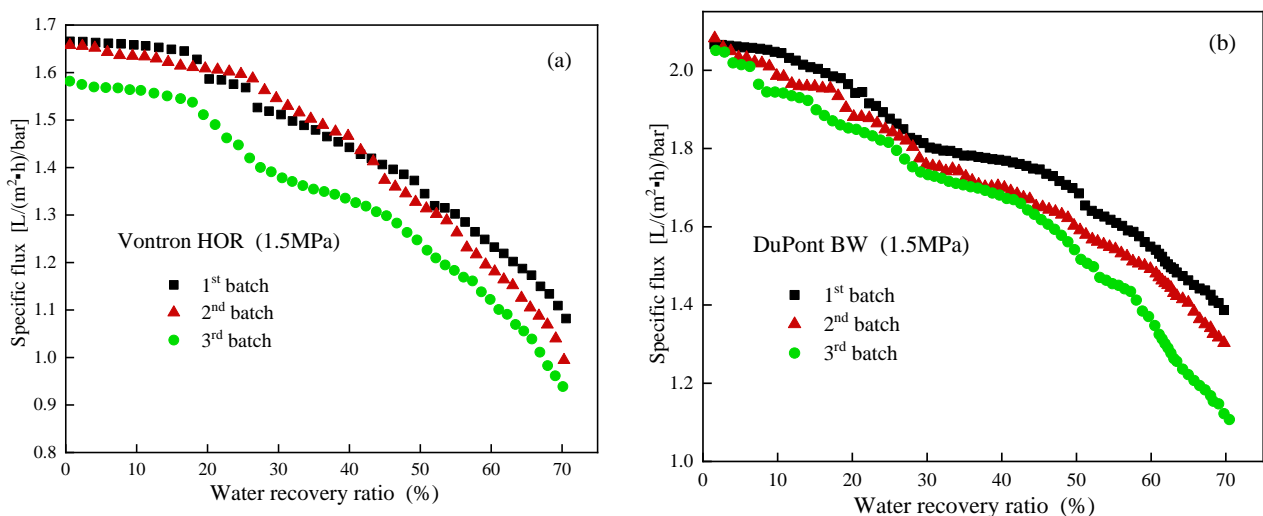 1.7
1.6
1.5
1.4
1.3
1.2
1.1
1.0
0.9
0.8
Specific flux [L/(m²•h)/bar]
(a)
Vontron HOR (1.5MPa)
1st batch
2nd batch
3rd batch
0 10 20 30 40 50 60 70
Water recovery ratio (%)
2.0
1.8
1.6
1.4
1.2
1.0
Specific flux [L/(m²•h)/bar]
(b)
DuPont BW (1.5MPa)
1st batch
2nd batch
3rd batch
0 10 20 30 40 50 60 70
Water recovery ratio (%)